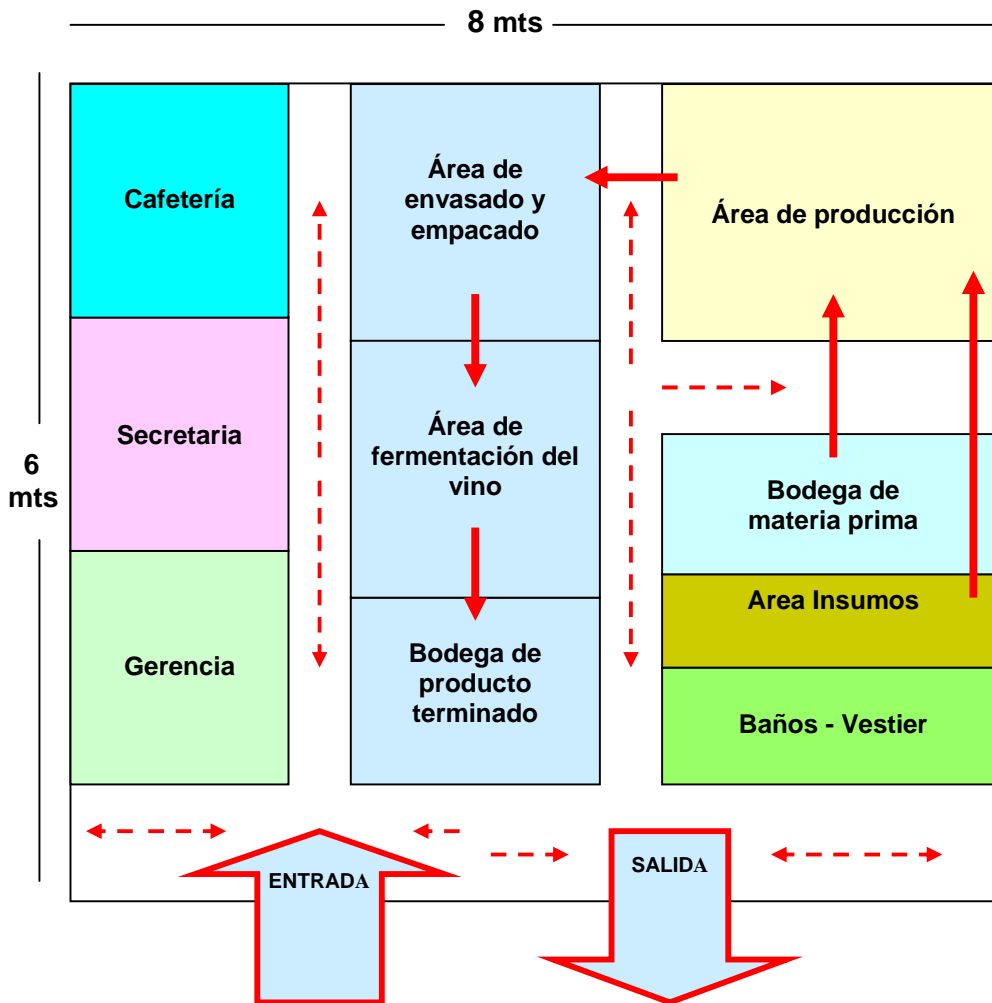 8 mts
6
mts
Cafetería
Secretaria
Gerencia
Área de
envasado y
empacado
Área de
fermentación del
vino
Bodega de
producto
terminado
Área de producción
Bodega de
materia prima
Area Insumos
Baños - Vestier
ENTRADA
SALIDA